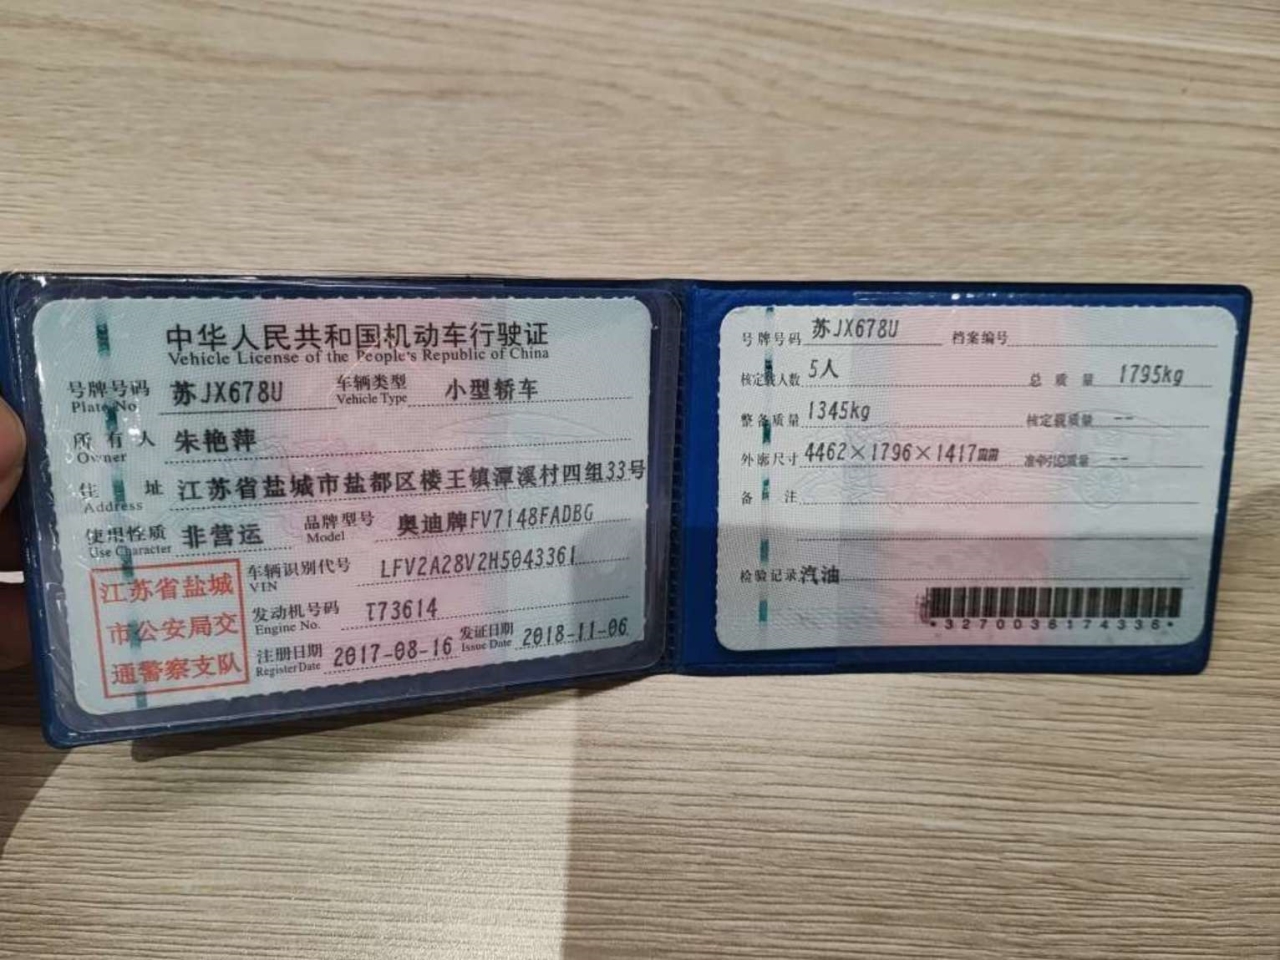 中华人民共和国机动车行驶证
Vehicle License of the People's Republic of China
号牌号码 苏JX678U 车辆类型 小型轿车
Plate No. Vehicle Type
所有人 朱艳萍
Owner
住址 江苏省盐城市盐都区楼王镇潭溪村四组33号
Address
使用性质 非营运 品牌型号 奥迪牌FV7148FADBG
Use Character Model
江苏省盐城
市公安局交
通警察支队
车辆识别代号 LFV2A28V2H5043361
VIN
发动机号码 T73614
Engine No.
注册日期 2017-08-16 发证日期 2018-11-06
Register Date Issue Date
号牌号码 苏JX678U 档案编号
核定载人数 5人 总质量 1795kg
整备质量 1345kg 核定载质量 --
外廓尺寸 4462×1796×1417 准牵引总质量 --
备注
检验记录 汽油
*3270036174336*